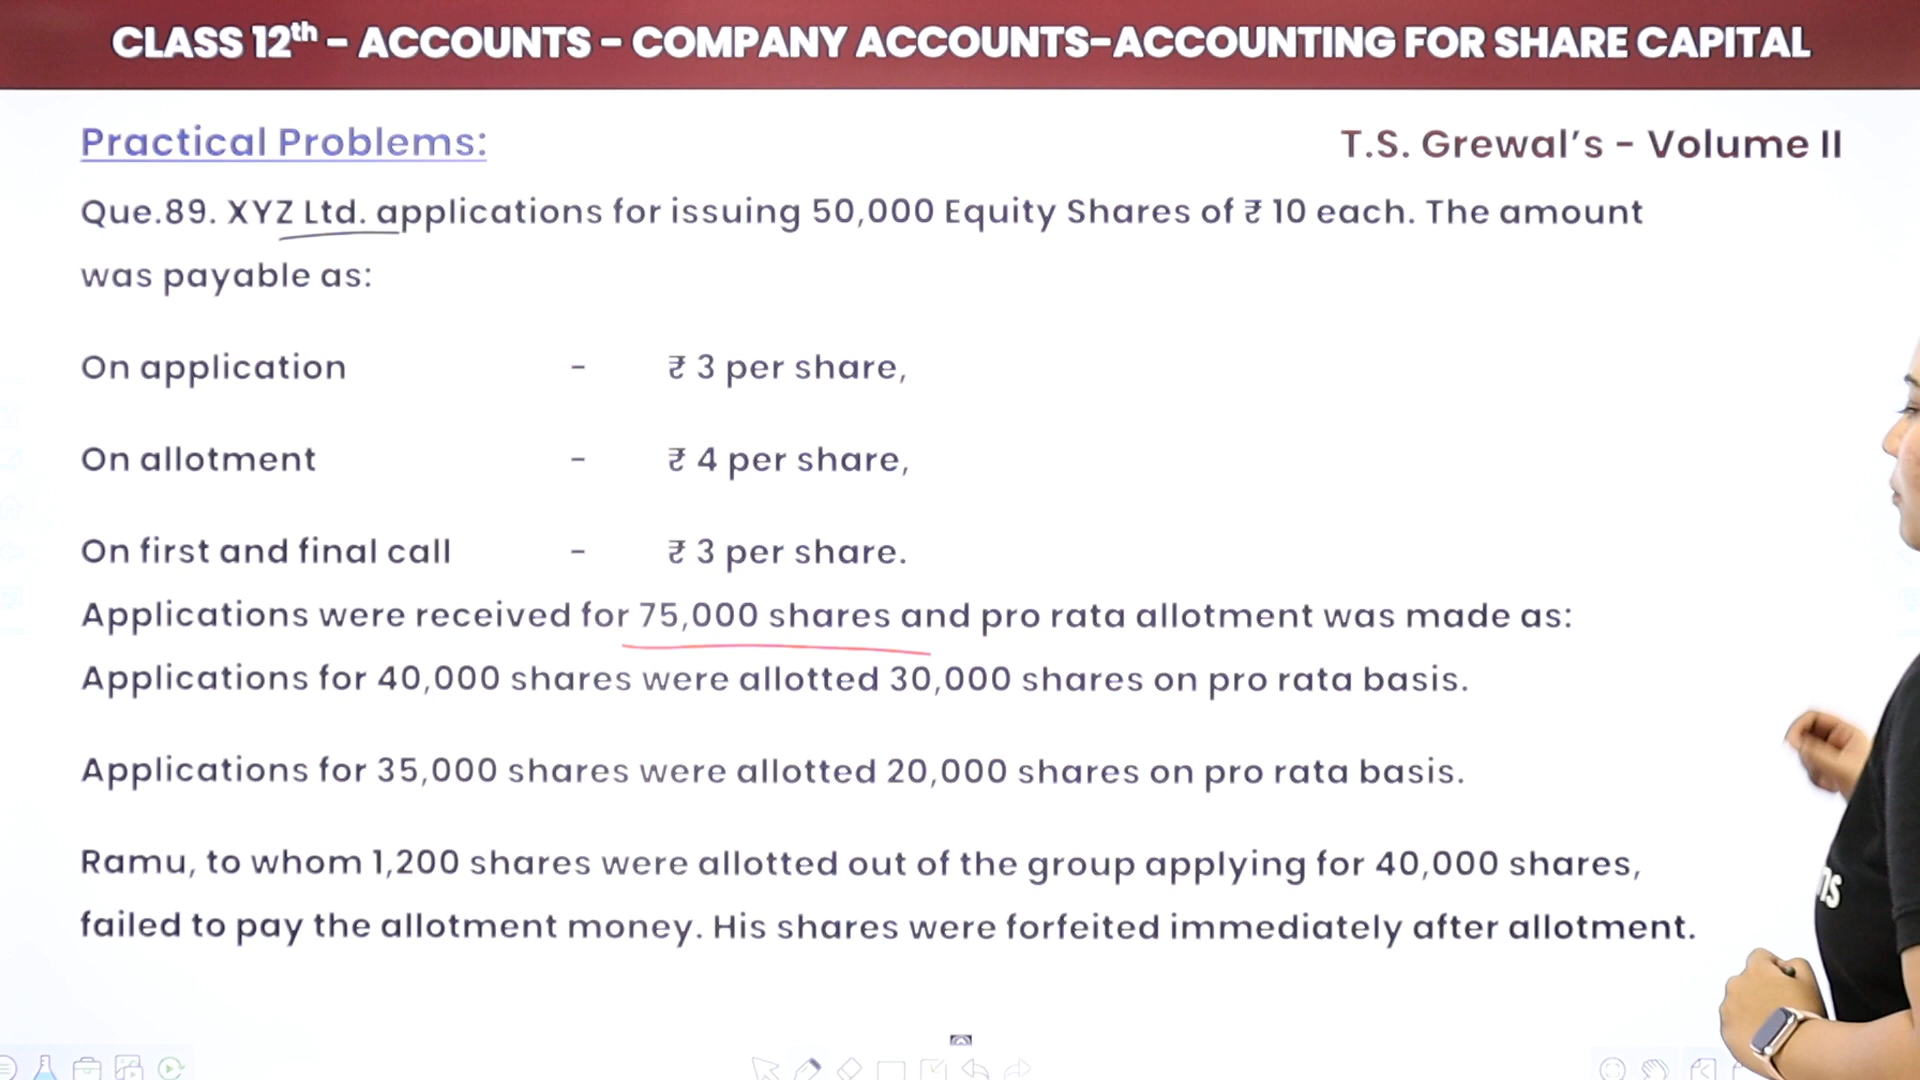 CLASS 12th - ACCOUNTS - COMPANY ACCOUNTS-ACCOUNTING FOR SHARE CAPITAL
Practical Problems:
T.S. Grewal's - Volume II
Que.89. XYZ Ltd. applications for issuing 50,000 Equity Shares of ₹ 10 each. The amount
was payable as:
On application - ₹ 3 per share,
On allotment - ₹ 4 per share,
On first and final call - ₹ 3 per share.
Applications were received for 75,000 shares and pro rata allotment was made as:
Applications for 40,000 shares were allotted 30,000 shares on pro rata basis.
Applications for 35,000 shares were allotted 20,000 shares on pro rata basis.
Ramu, to whom 1,200 shares were allotted out of the group applying for 40,000 shares,
failed to pay the allotment money. His shares were forfeited immediately after allotment.